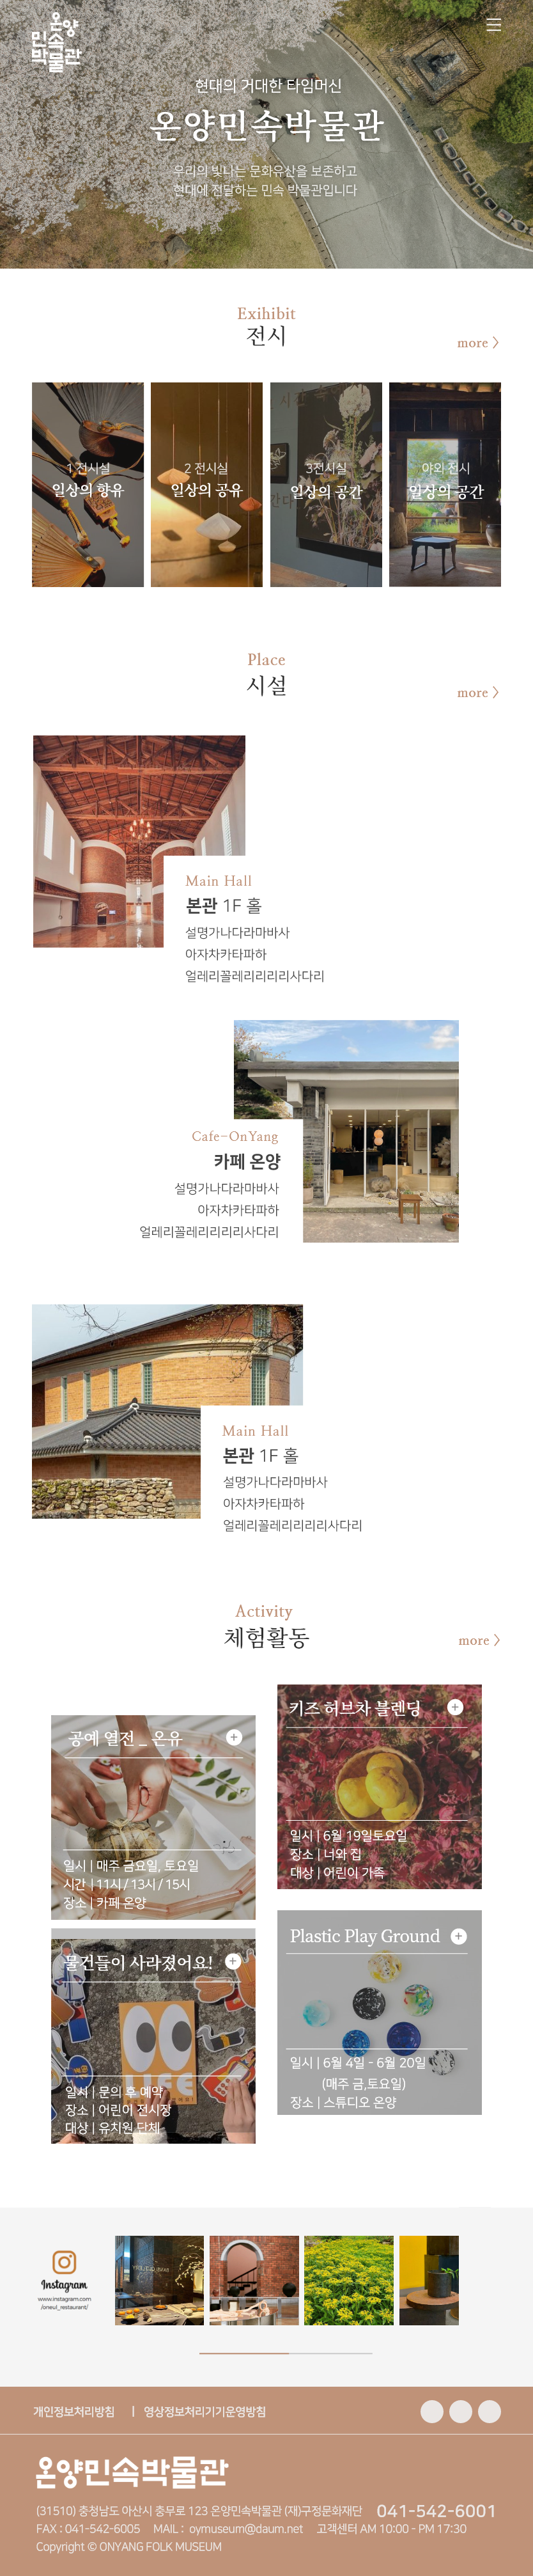 온양
민속
박물관
현대의 거대한 타임머신
온양민속박물관
우리의 빛나는 문화유산을 보존하고
현대에 전달하는 민속 박물관입니다
Exihibit
전시
more >
1 전시실
일상의 향유
2 전시실
일상의 공유
3전시실
일상의 공간
야외 전시
일상의 공간
Place
시설
more >
Main Hall
본관 1F 홀
설명가나다라마바사
아자차카타파하
얼레리꼴레리리리리사다리
Cafe-OnYang
카페 온양
설명가나다라마바사
아자차카타파하
얼레리꼴레리리리리사다리
Main Hall
본관 1F 홀
설명가나다라마바사
아자차카타파하
얼레리꼴레리리리리사다리
Activity
체험활동
more >
공예 열전 _ 온유
일시 | 매주 금요일, 토요일
시간 | 11시 / 13시 / 15시
장소 | 카페 온양
키즈 허브차 블렌딩
일시 | 6월 19일토요일
장소 | 너와 집
대상 | 어린이 가족
물건들이 사라졌어요!
일시 | 문의 후 예약
장소 | 어린이 전시장
대상 | 유치원 단체
Plastic Play Ground
일시 | 6월 4일 - 6월 20일
(매주 금,토요일)
장소 | 스튜디오 온양
Instagram
www.instagram.com
/oneul_restaurant/
개인정보처리방침 | 영상정보처리기기운영방침
온양민속박물관
(31510) 충청남도 아산시 충무로 123 온양민속박물관 (재)구정문화재단 041-542-6001
FAX : 041-542-6005 MAIL : oymuseum@daum.net 고객센터 AM 10:00 - PM 17:30
Copyright © ONYANG FOLK MUSEUM